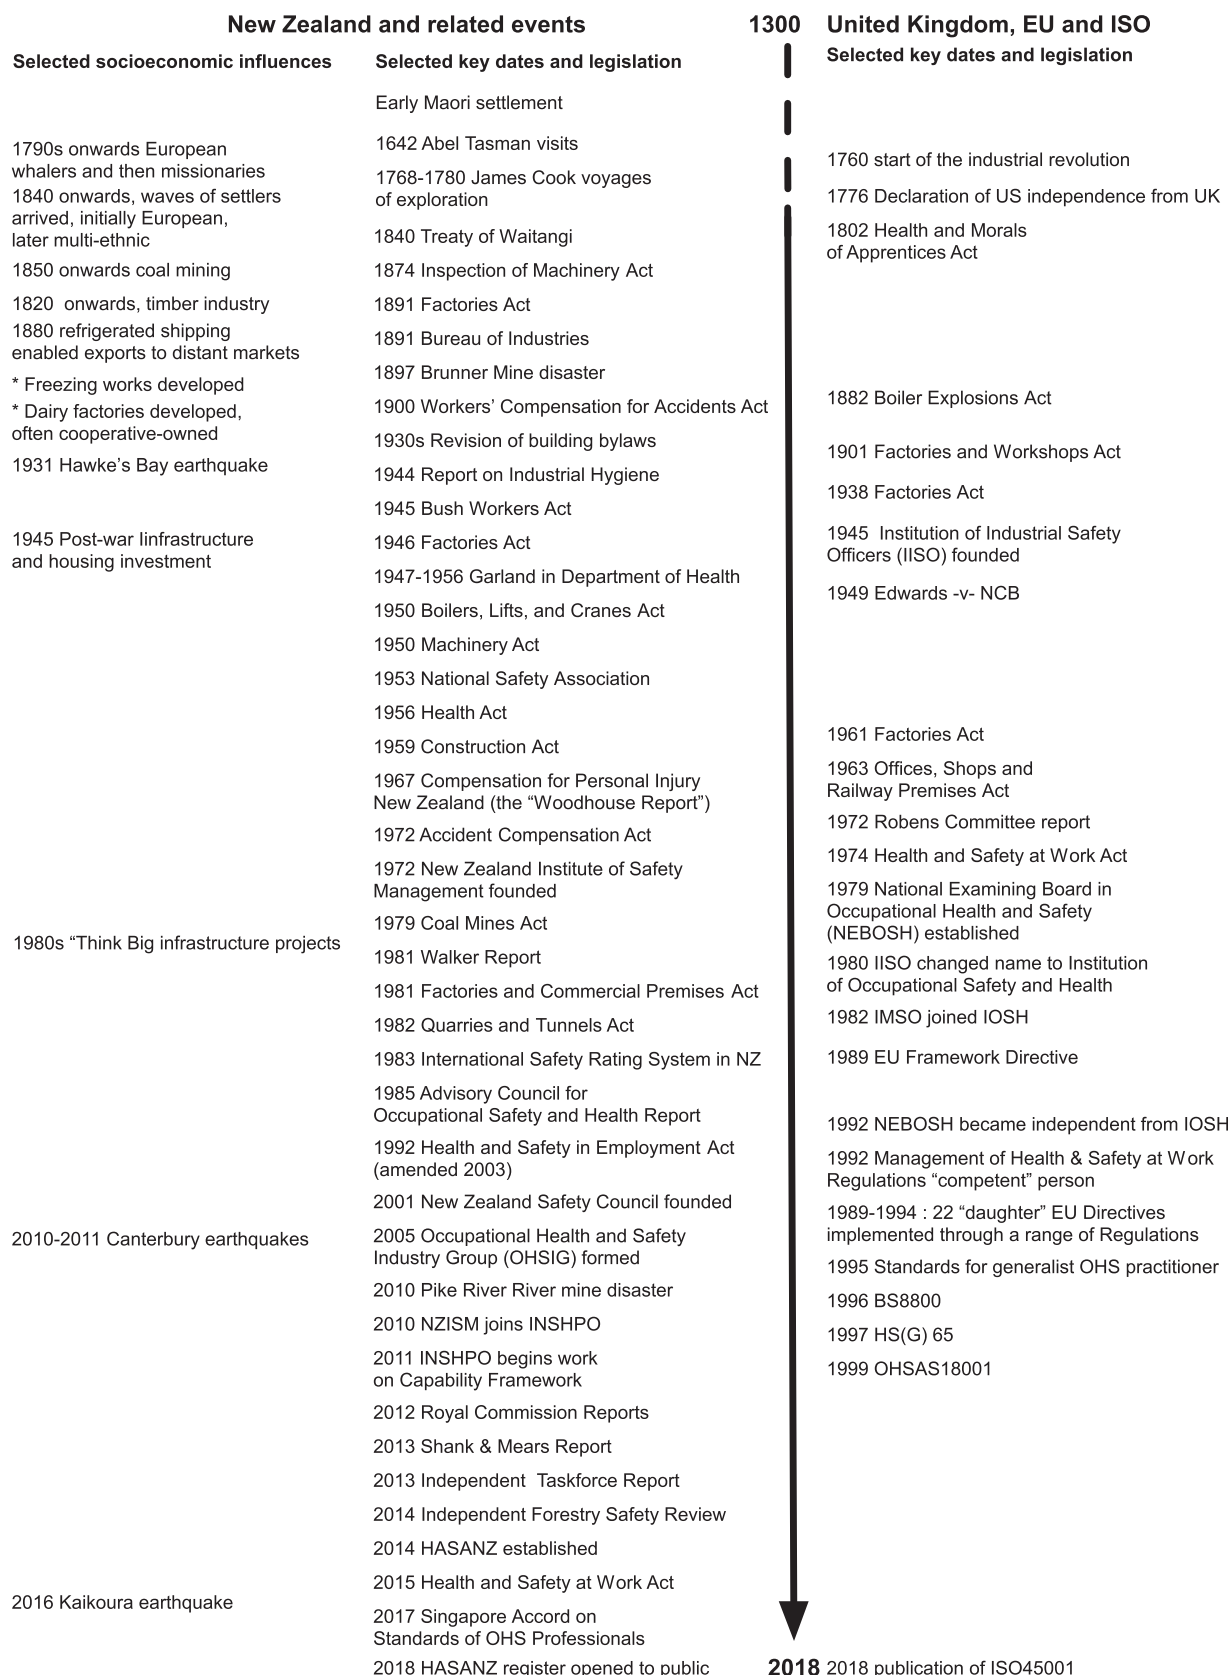 New Zealand and related events
1300
United Kingdom, EU and ISO
Selected socioeconomic influences
Selected key dates and legislation
Selected key dates and legislation
1790s onwards European
whalers and then missionaries
1840 onwards, waves of settlers
arrived, initially European,
later multi-ethnic
1850 onwards coal mining
1820 onwards, timber industry
1880 refrigerated shipping
enabled exports to distant markets
* Freezing works developed
* Dairy factories developed,
often cooperative-owned
1931 Hawke's Bay earthquake
1945 Post-war Iinfrastructure
and housing investment
1980s “Think Big infrastructure projects
2010-2011 Canterbury earthquakes
2016 Kaikoura earthquake
Early Maori settlement
1642 Abel Tasman visits
1768-1780 James Cook voyages
of exploration
1840 Treaty of Waitangi
1874 Inspection of Machinery Act
1891 Factories Act
1891 Bureau of Industries
1897 Brunner Mine disaster
1900 Workers’ Compensation for Accidents Act
1930s Revision of building bylaws
1944 Report on Industrial Hygiene
1945 Bush Workers Act
1946 Factories Act
1947-1956 Garland in Department of Health
1950 Boilers, Lifts, and Cranes Act
1950 Machinery Act
1953 National Safety Association
1956 Health Act
1959 Construction Act
1967 Compensation for Personal Injury
New Zealand (the “Woodhouse Report”)
1972 Accident Compensation Act
1972 New Zealand Institute of Safety
Management founded
1979 Coal Mines Act
1981 Walker Report
1981 Factories and Commercial Premises Act
1982 Quarries and Tunnels Act
1983 International Safety Rating System in NZ
1985 Advisory Council for
Occupational Safety and Health Report
1992 Health and Safety in Employment Act
(amended 2003)
2001 New Zealand Safety Council founded
2005 Occupational Health and Safety
Industry Group (OHSIG) formed
2010 Pike River River mine disaster
2010 NZISM joins INSHPO
2011 INSHPO begins work
on Capability Framework
2012 Royal Commission Reports
2013 Shank & Mears Report
2013 Independent Taskforce Report
2014 Independent Forestry Safety Review
2014 HASANZ established
2015 Health and Safety at Work Act
2017 Singapore Accord on
Standards of OHS Professionals
2018 HASANZ register opened to public
2018
1760 start of the industrial revolution
1776 Declaration of US independence from UK
1802 Health and Morals
of Apprentices Act
1882 Boiler Explosions Act
1901 Factories and Workshops Act
1938 Factories Act
1945 Institution of Industrial Safety
Officers (IISO) founded
1949 Edwards -v- NCB
1961 Factories Act
1963 Offices, Shops and
Railway Premises Act
1972 Robens Committee report
1974 Health and Safety at Work Act
1979 National Examining Board in
Occupational Health and Safety
(NEBOSH) established
1980 IISO changed name to Institution
of Occupational Safety and Health
1982 IMSO joined IOSH
1989 EU Framework Directive
1992 NEBOSH became independent from IOSH
1992 Management of Health & Safety at Work
Regulations “competent” person
1989-1994 : 22 “daughter” EU Directives
implemented through a range of Regulations
1995 Standards for generalist OHS practitioner
1996 BS8800
1997 HS(G) 65
1999 OHSAS18001
2018 publication of ISO45001